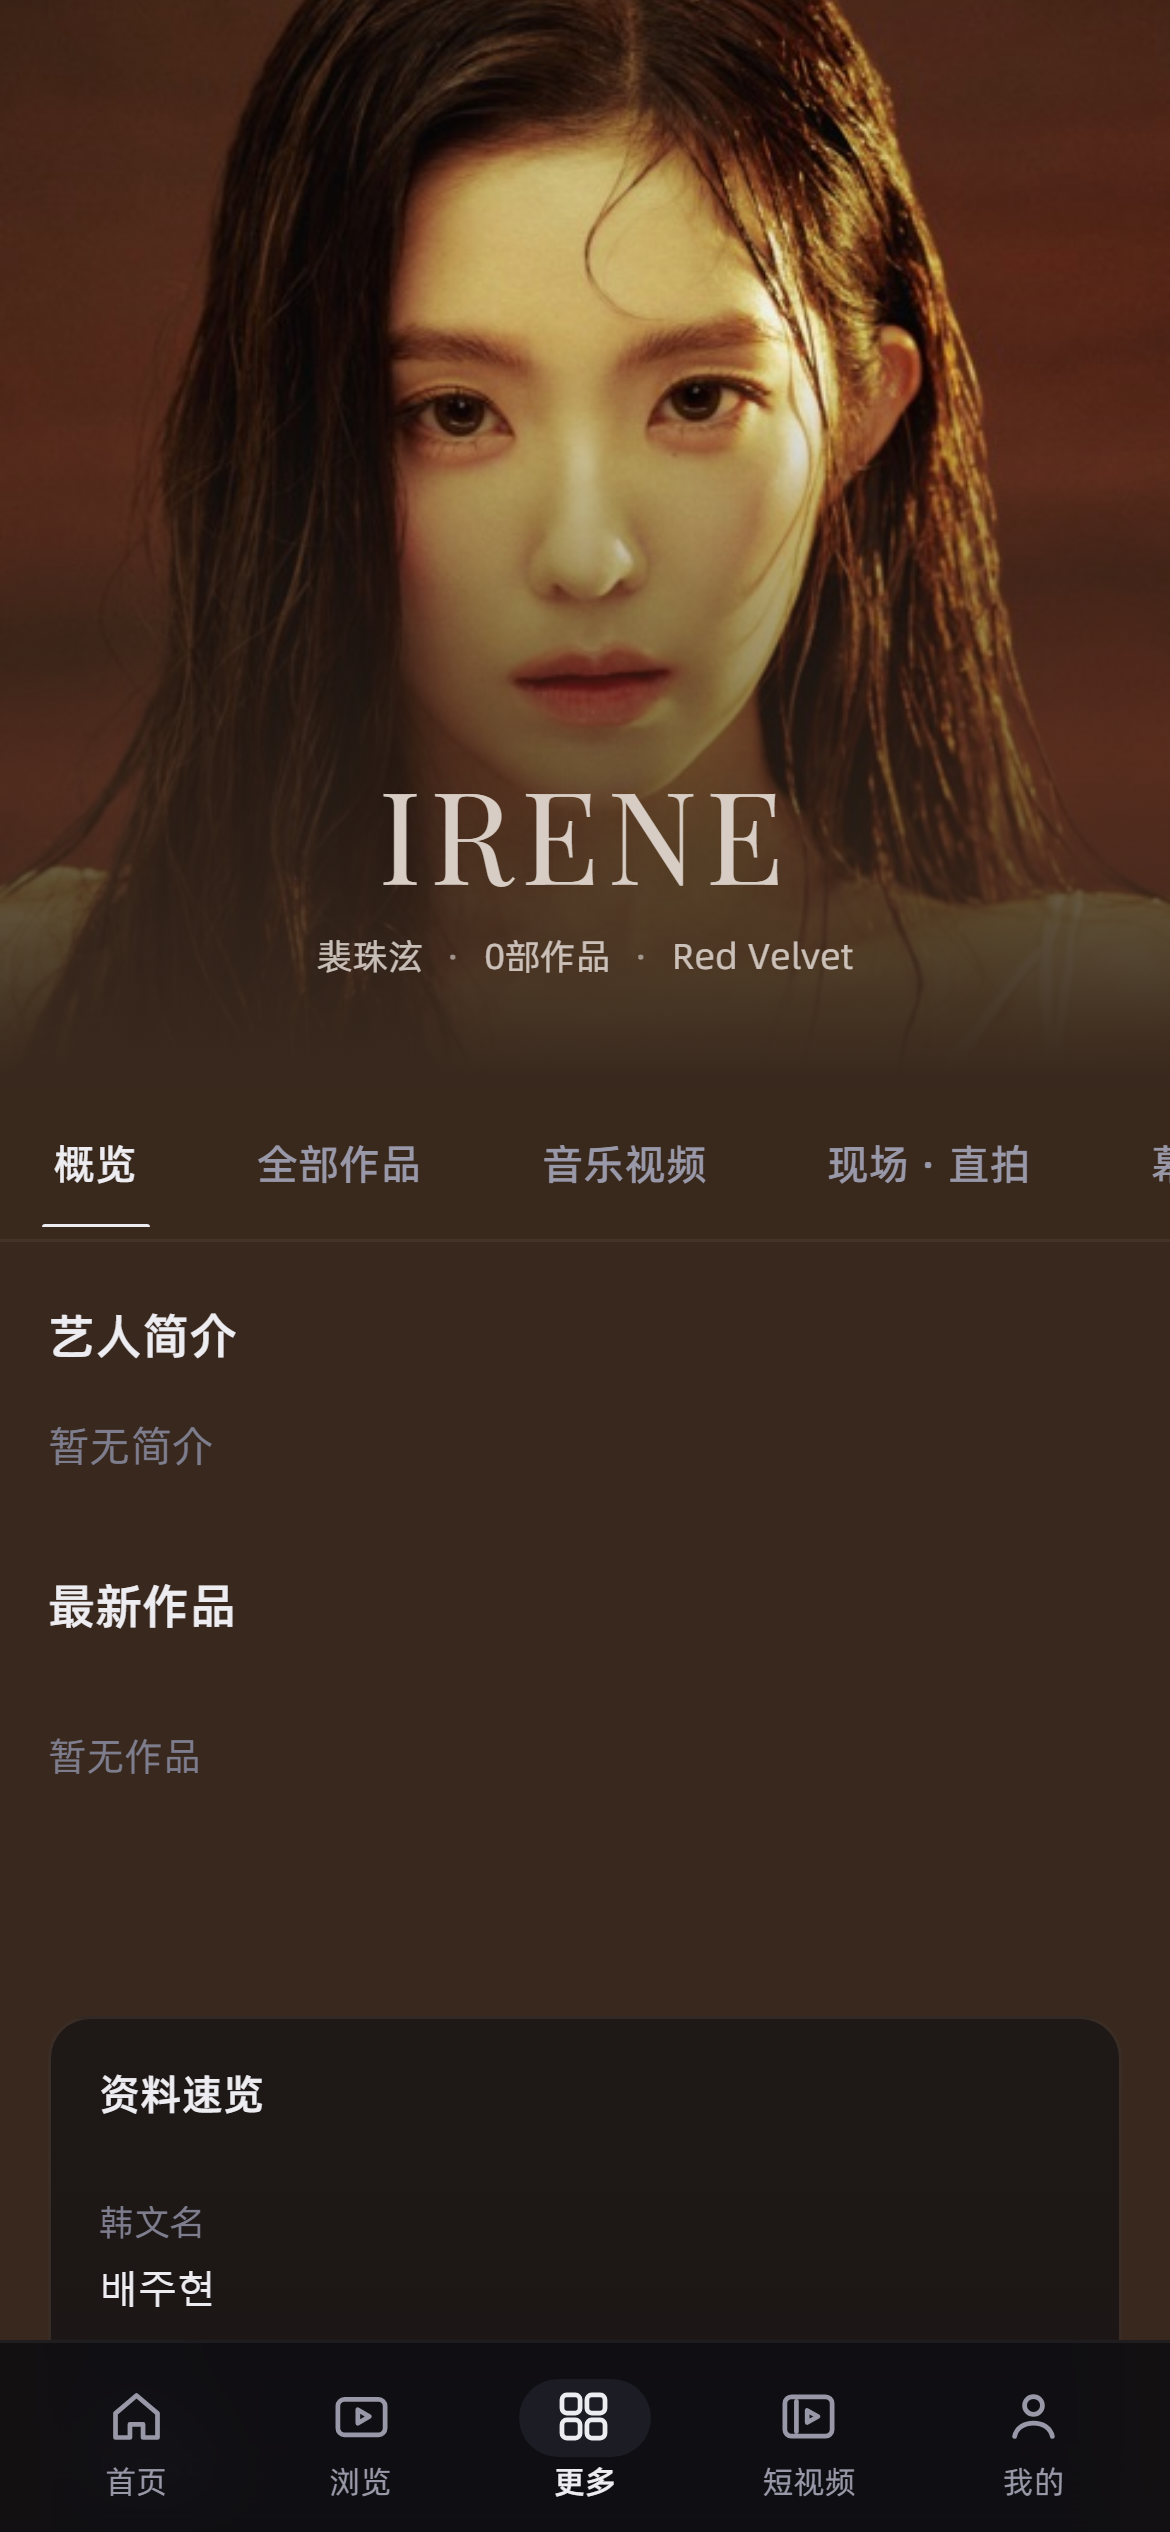 IRENE
裴珠泫 · 0部作品 · Red Velvet
概览 全部作品 音乐视频 现场 · 直拍
艺人简介
暂无简介
最新作品
暂无作品
资料速览
韩文名
배주현
首页 浏览 更多 短视频 我的